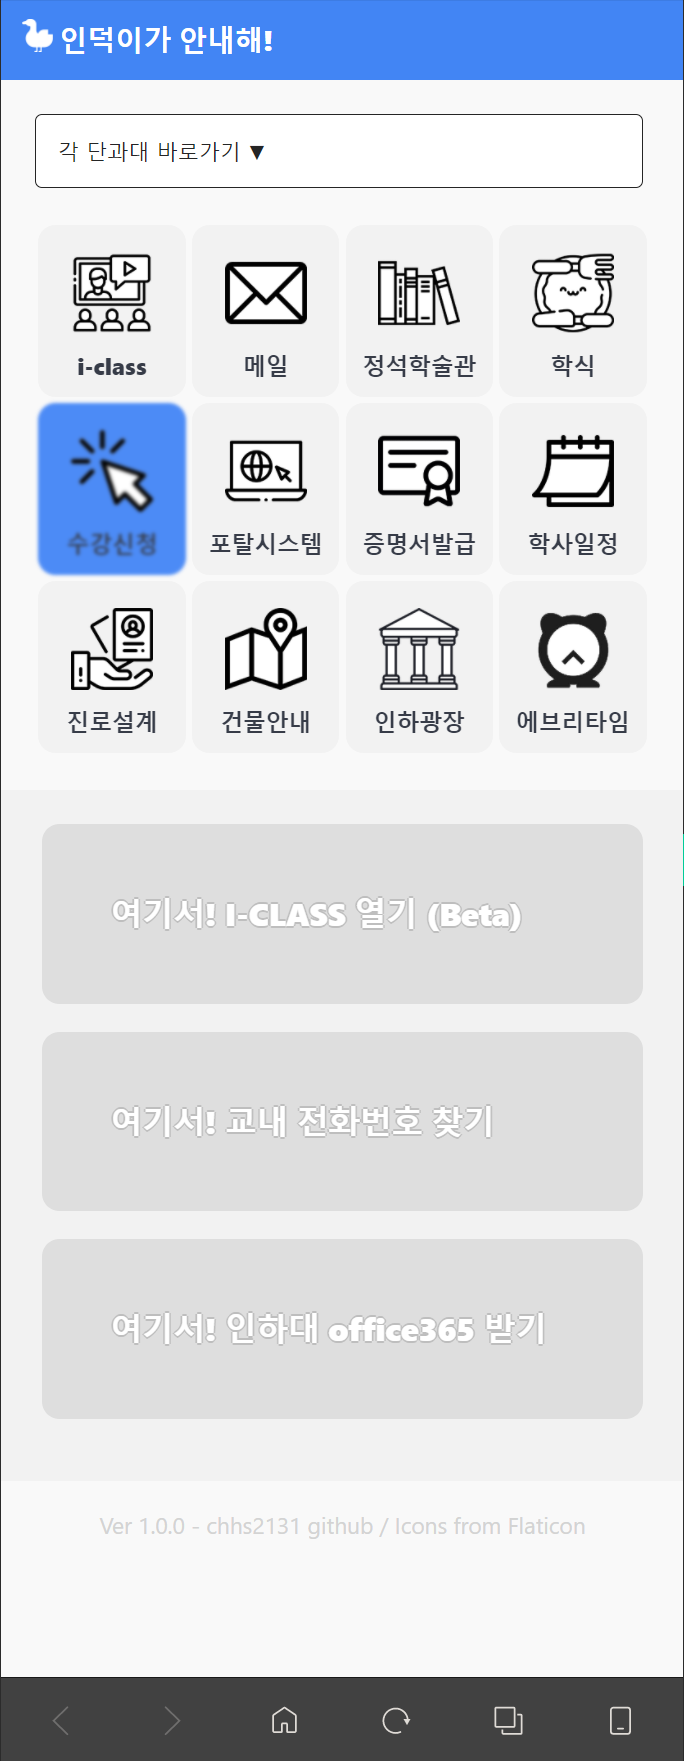 인덕이가 안내해!
각 단과대 바로가기 ▼
i-class
메일
정석학술관
학식
수강신청
포탈시스템
증명서발급
학사일정
진로설계
건물안내
인하광장
에브리타임
여기서! I-CLASS 열기 (Beta)
여기서! 교내 전화번호 찾기
여기서! 인하대 office365 받기
Ver 1.0.0 - chhs2131 github / Icons from Flaticon